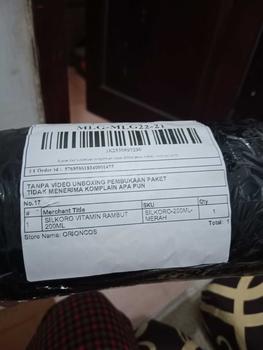 MLG-MLG22-21
TANPA VIDEO UNBOXING PEMBUKAAN PAKET
TIDAK MENERIMA KOMPLAIN APA PUN
No.17
# Merchant Title SKU Qty
1 SILKORO VITAMIN RAMBUT 200ML SILKORO-200ML-MERAH 1
Total: 1
Store Name: ORIONCOS